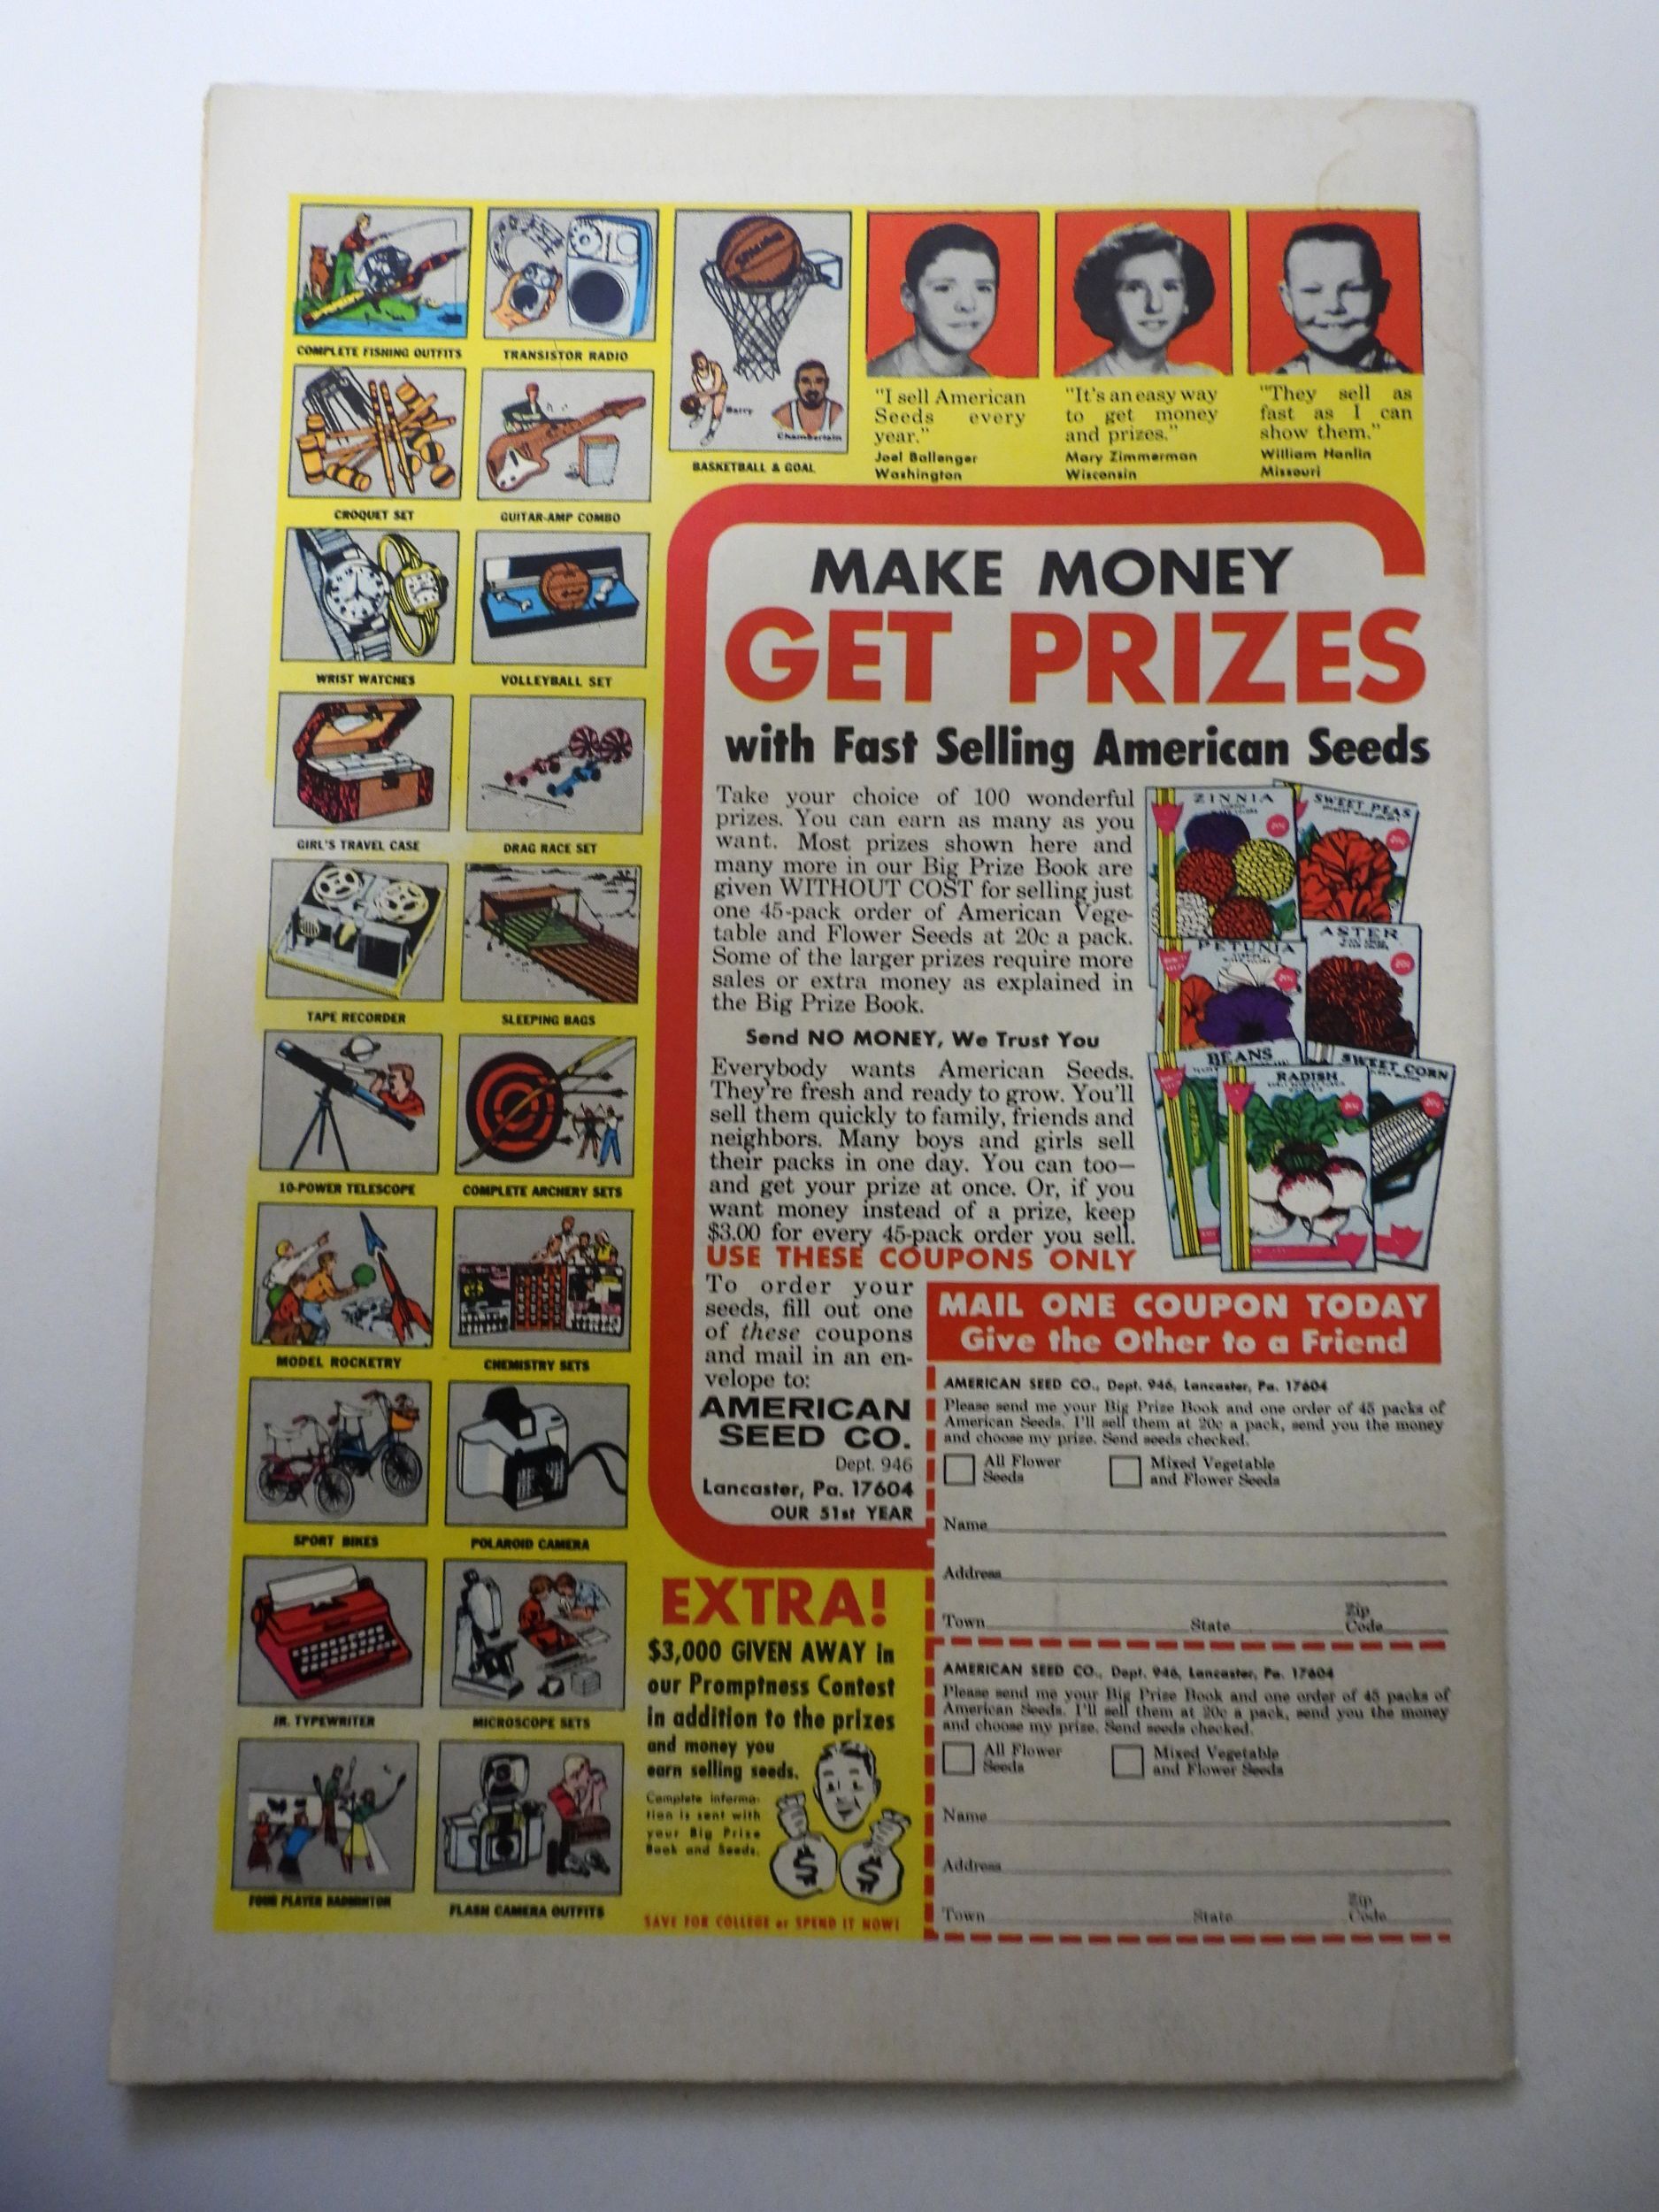 COMPLETE FISHING OUTFITS
TRANSISTOR RADIO
SPALDING
Barry
Chamberlain
BASKETBALL & GOAL
CROQUET SET
GUITAR-AMP COMBO
WRIST WATCHES
VOLLEYBALL SET
GIRL'S TRAVEL CASE
DRAG RACE SET
TAPE RECORDER
SLEEPING BAGS
10-POWER TELESCOPE
COMPLETE ARCHERY SETS
MODEL ROCKETRY
CHEMISTRY SETS
SPORT BIKES
POLAROID CAMERA
JR. TYPEWRITER
MICROSCOPE SETS
FOUR PLAYER BADMINTON
FLASH CAMERA OUTFITS
"I sell American
Seeds every
year."
Joel Ballenger
Washington
"It's an easy way
to get money
and prizes."
Mary Zimmerman
Wisconsin
"They sell as
fast as I can
show them."
William Hanlin
Missouri
MAKE MONEY
GET PRIZES
with Fast Selling American Seeds
Take your choice of 100 wonderful
prizes. You can earn as many as you
want. Most prizes shown here and
many more in our Big Prize Book are
given WITHOUT COST for selling just
one 45-pack order of American Vege-
table and Flower Seeds at 20c a pack.
Some of the larger prizes require more
sales or extra money as explained in
the Big Prize Book.
Send NO MONEY, We Trust You
Everybody wants American Seeds.
They're fresh and ready to grow. You'll
sell them quickly to family, friends and
neighbors. Many boys and girls sell
their packs in one day. You can too—
and get your prize at once. Or, if you
want money instead of a prize, keep
$3.00 for every 45-pack order you sell.
USE THESE COUPONS ONLY
ZINNIA
20c
SWEET PEAS
20c
PETUNIA
20c
ASTER
20c
BEANS
RADISH
20c
SWEET CORN
20c
To order your
seeds, fill out one
of these coupons
and mail in an en-
velope to:
AMERICAN
SEED CO.
Dept. 946
Lancaster, Pa. 17604
OUR 51st YEAR
MAIL ONE COUPON TODAY
Give the Other to a Friend
AMERICAN SEED CO., Dept. 946, Lancaster, Pa. 17604
Please send me your Big Prize Book and one order of 45 packs of
American Seeds. I'll sell them at 20c a pack, send you the money
and choose my prize. Send seeds checked.
All Flower
Seeds
Mixed Vegetable
and Flower Seeds
Name
Address
Town State Zip
Code
AMERICAN SEED CO., Dept. 946, Lancaster, Pa. 17604
Please send me your Big Prize Book and one order of 45 packs of
American Seeds. I'll sell them at 20c a pack, send you the money
and choose my prize. Send seeds checked.
All Flower
Seeds
Mixed Vegetable
and Flower Seeds
Name
Address
Town State Zip
Code
EXTRA!
$3,000 GIVEN AWAY in
our Promptness Contest
in addition to the prizes
and money you
earn selling seeds.
Complete informa-
tion is sent with
your Big Prize
Book and Seeds.
$ $
SAVE FOR COLLEGE or SPEND IT NOW!